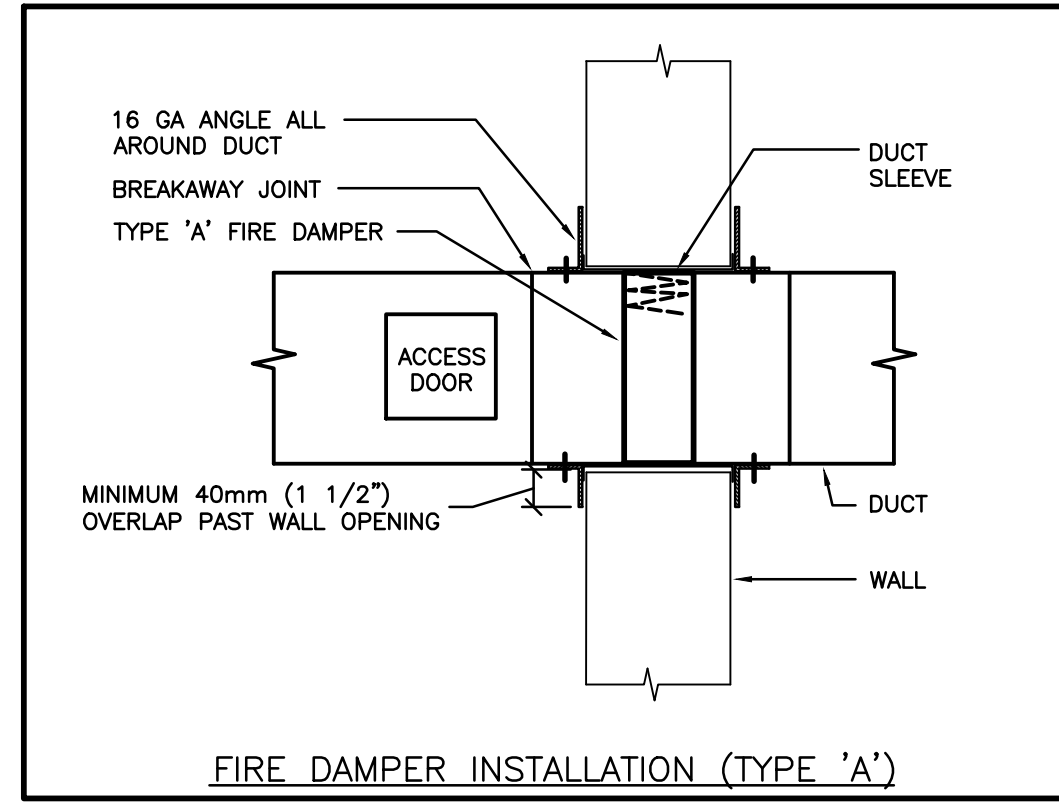 16 GA ANGLE ALL
AROUND DUCT
BREAKAWAY JOINT
TYPE 'A' FIRE DAMPER
DUCT
SLEEVE
ACCESS
DOOR
MINIMUM 40mm (1 1/2")
OVERLAP PAST WALL OPENING
DUCT
WALL
FIRE DAMPER INSTALLATION (TYPE 'A')